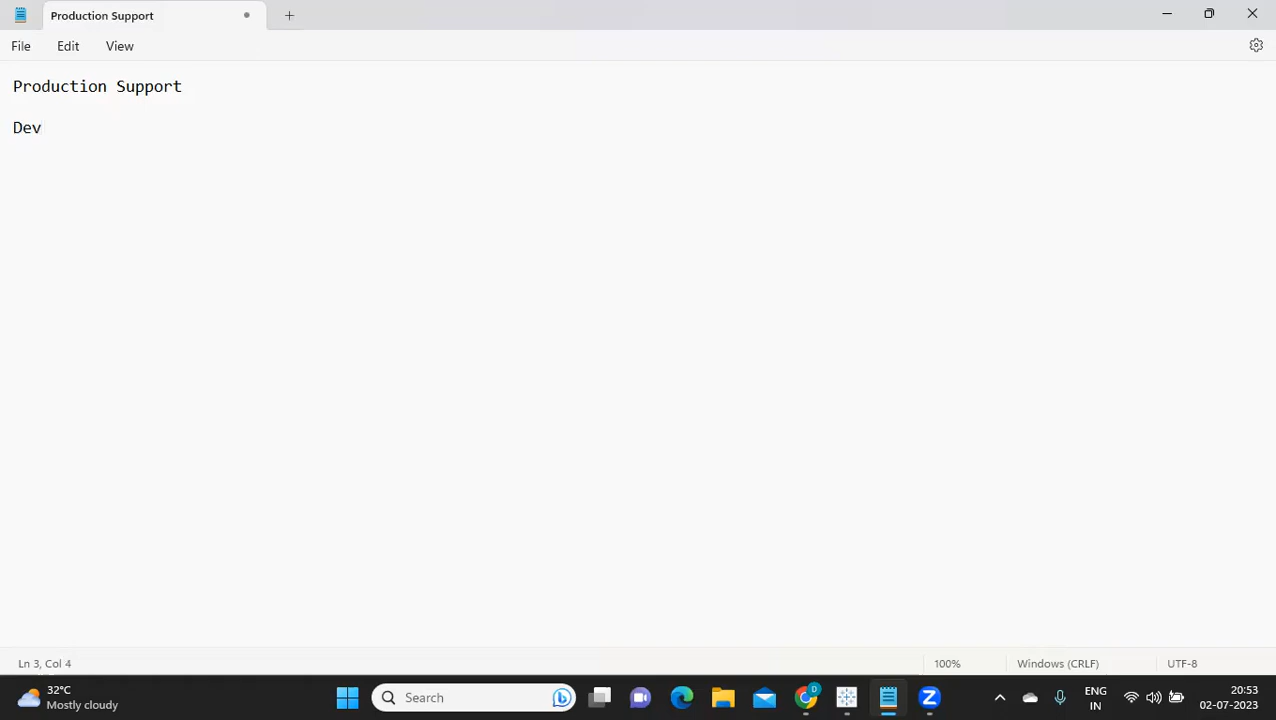 Production Support
File Edit View
Production Support
Dev
Ln 3, Col 4 100% Windows (CRLF) UTF-8
32°C
Mostly cloudy
Search
ENG
IN
20:53
02-07-2023